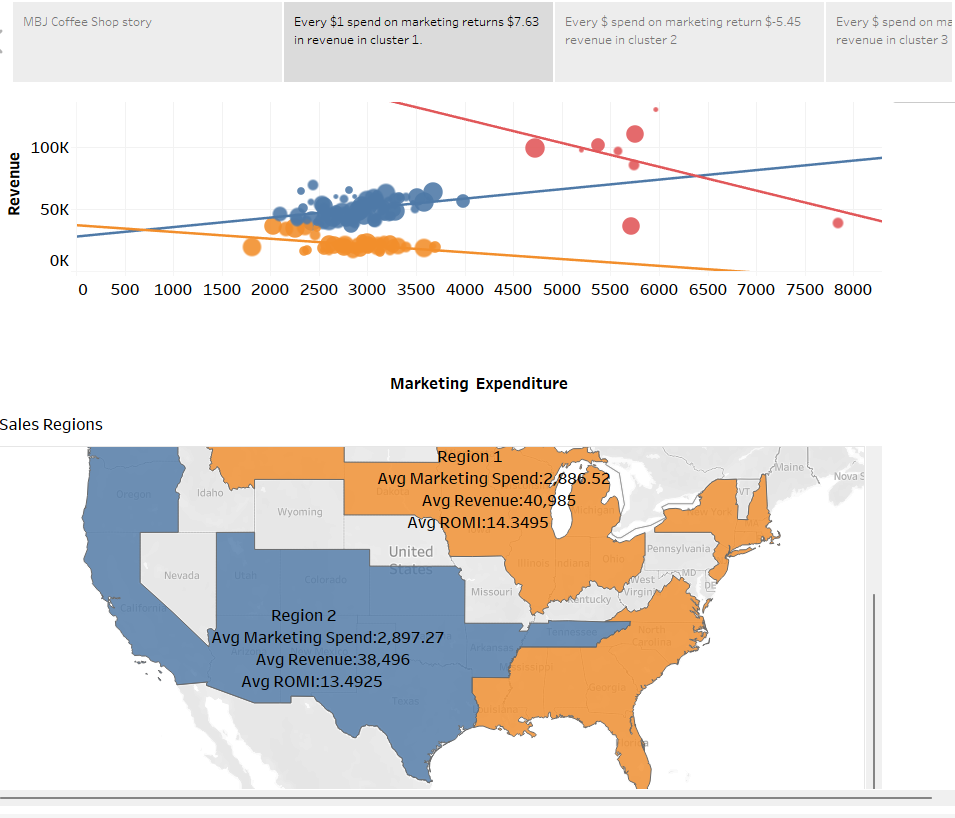 MBJ Coffee Shop story
Every $1 spend on marketing returns $7.63
in revenue in cluster 1.
Every $ spend on marketing return $-5.45
revenue in cluster 2
Every $ spend on ma
revenue in cluster 3
Revenue
100K
50K
0K
0 500 1000 1500 2000 2500 3000 3500 4000 4500 5000 5500 6000 6500 7000 7500 8000
Marketing Expenditure
Sales Regions
Region 1
Avg Marketing Spend:2,886.52
Avg Revenue:40,985
Avg ROMI:14.3495
Maine
Nova S
Oregon
Idaho
Dakota
Wyoming
Michigan
VT
New York
MA
United
States
Nevada
Utah
Colorado
Illinois
Indiana
Ohio
Pennsylvania
MD
DE
Missouri
West
Virginia
Kentucky
California
Region 2
Avg Marketing Spend:2,897.27
Avg Revenue:38,496
Avg ROMI:13.4925
Tennessee
North
Carolina
Arkansas
Mississippi
Georgia
Texas
Louisiana
Florida